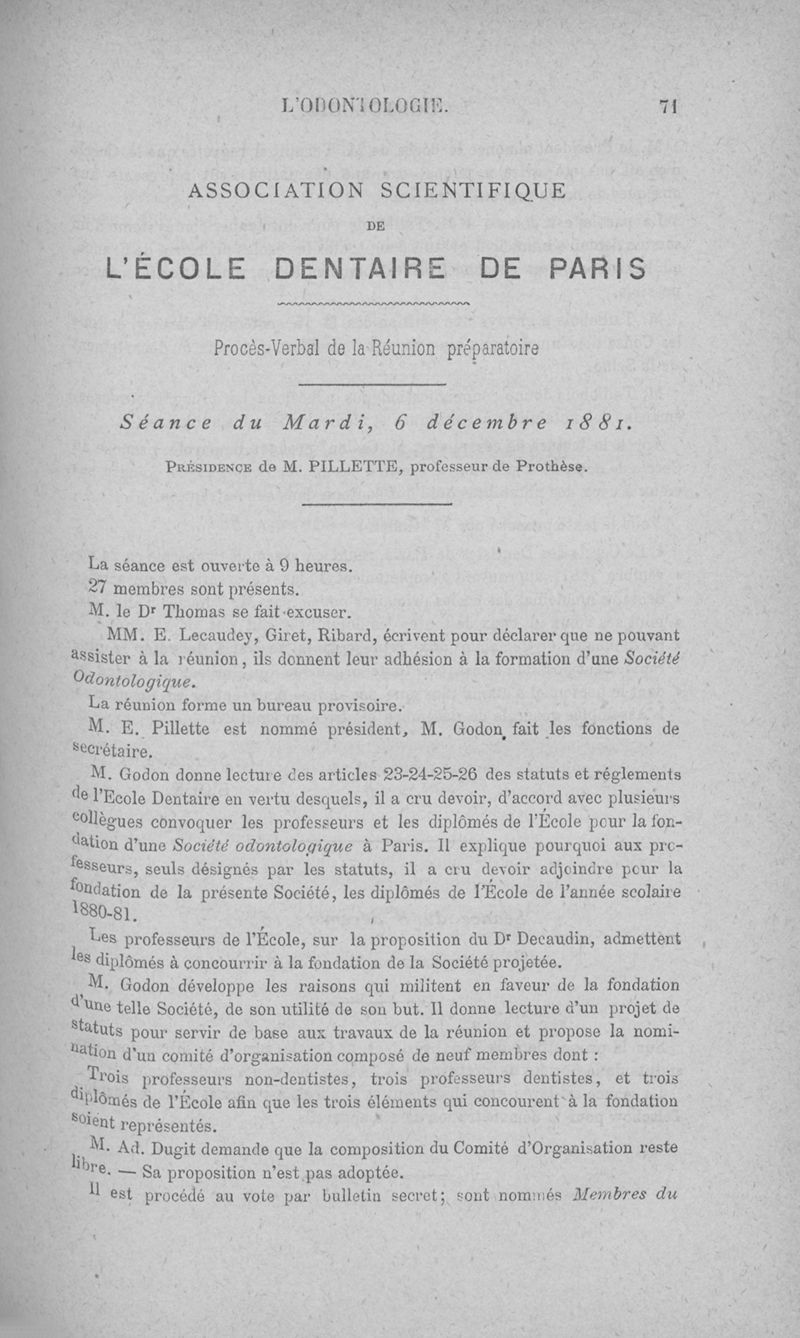 L'ODONTOLOGIE. 71
ASSOCIATION SCIENTIFIQUE
DE
L'ÉCOLE DENTAIRE DE PARIS
Procès-Verbal de la Réunion préparatoire
Séance du Mardi, 6 décembre 1881.
PRÉSIDENCE de M. PILLETTE, professeur de Prothèse.
La séance est ouverte à 9 heures.
27 membres sont présents.
M. le Dr Thomas se fait excuser.
MM. E. Lecaudey, Giret, Ribard, écrivent pour déclarer que ne pouvant
assister à la réunion, ils donnent leur adhésion à la formation d'une Société
Odontologique.
La réunion forme un bureau provisoire.
M. E. Pillette est nommé président, M. Godon, fait les fonctions de
secrétaire.
M. Godon donne lecture des articles 23-24-25-26 des statuts et réglements
de l'Ecole Dentaire en vertu desquels, il a cru devoir, d'accord avec plusieurs
collègues convoquer les professeurs et les diplômés de l'École pour la fon-
dation d'une Société odontologique à Paris. Il explique pourquoi aux pro-
fesseurs, seuls désignés par les statuts, il a cru devoir adjoindre pour la
fondation de la présente Société, les diplômés de l'École de l'année scolaire
1880-81.
Les professeurs de l'École, sur la proposition du Dr Decaudin, admettent
les diplômés à concourrir à la fondation de la Société projetée.
M. Godon développe les raisons qui militent en faveur de la fondation
d'une telle Société, de son utilité de son but. Il donne lecture d'un projet de
statuts pour servir de base aux travaux de la réunion et propose la nomi-
nation d'un comité d'organisation composé de neuf membres dont :
Trois professeurs non-dentistes, trois professeurs dentistes, et trois
diplômés de l'École afin que les trois éléments qui concourent à la fondation
soient représentés.
M. Ad. Dugit demande que la composition du Comité d'Organisation reste
libre. — Sa proposition n'est pas adoptée.
Il est procédé au vote par bulletin secret; sont nommés Membres du